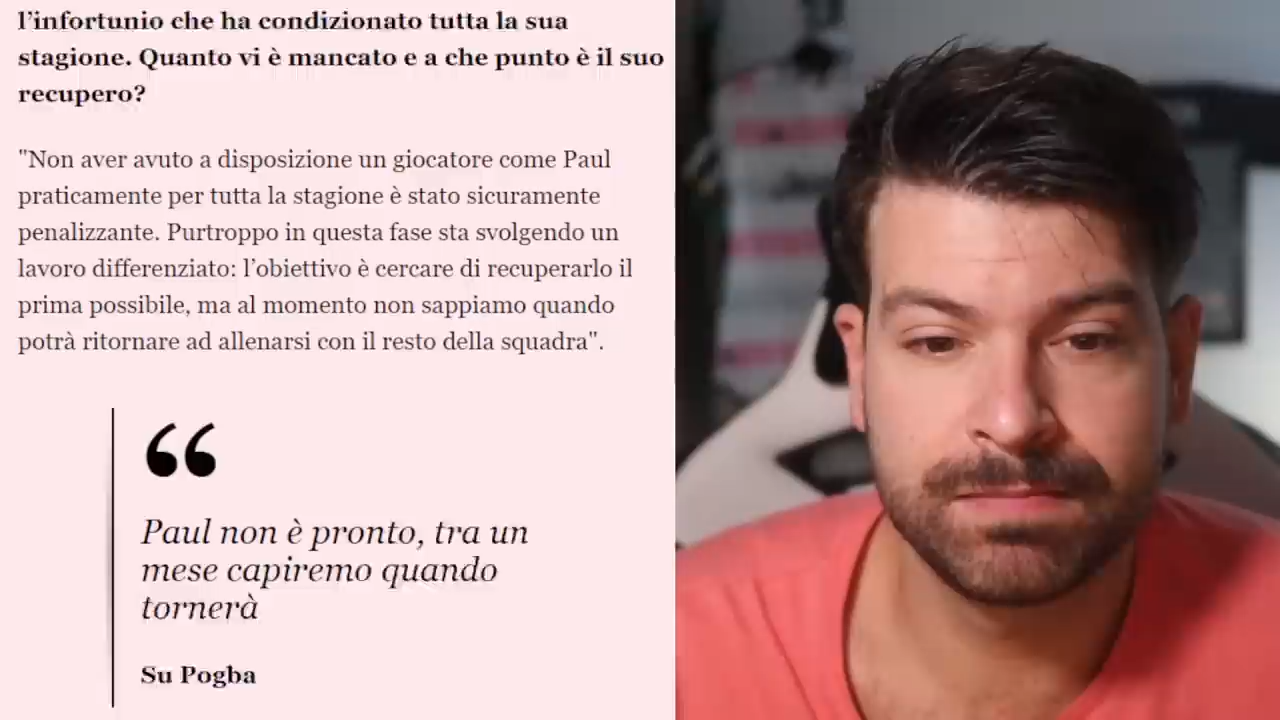 l’infortunio che ha condizionato tutta la sua
stagione. Quanto vi è mancato e a che punto è il suo
recupero?
"Non aver avuto a disposizione un giocatore come Paul
praticamente per tutta la stagione è stato sicuramente
penalizzante. Purtroppo in questa fase sta svolgendo un
lavoro differenziato: l’obiettivo è cercare di recuperarlo il
prima possibile, ma al momento non sappiamo quando
potrà ritornare ad allenarsi con il resto della squadra".
“
Paul non è pronto, tra un
mese capiremo quando
tornerà
Su Pogba